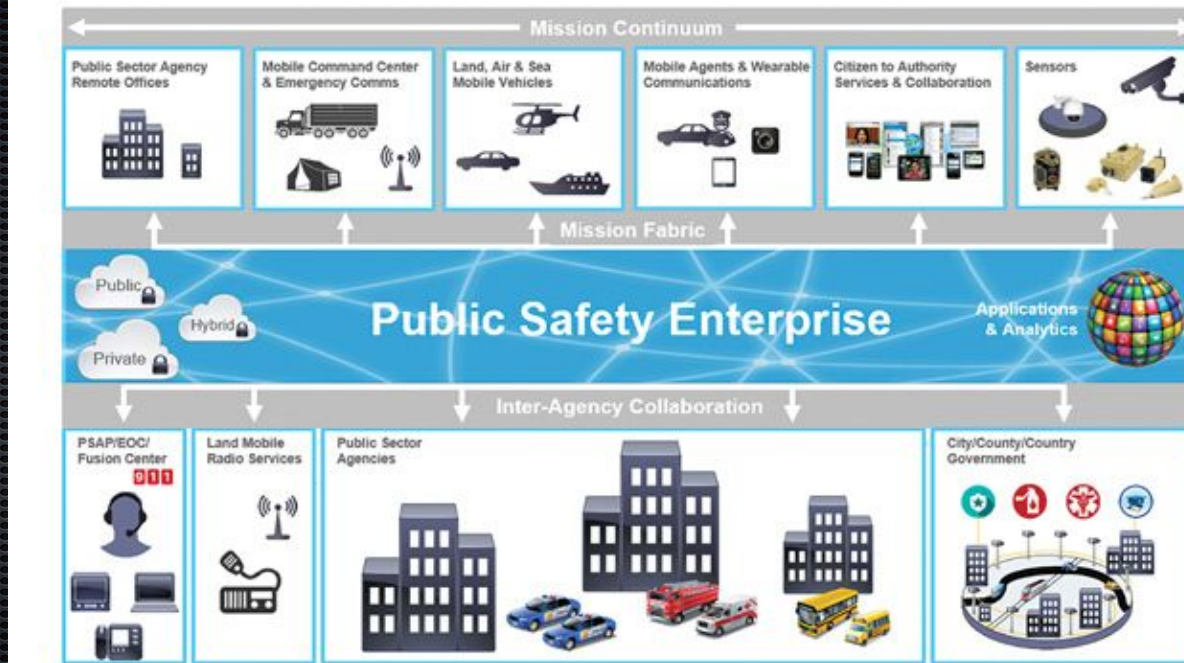 Mission Continuum
Public Sector Agency
Remote Offices
Mobile Command Center
& Emergency Comms
Land, Air & Sea
Mobile Vehicles
Mobile Agents & Wearable
Communications
Citizen to Authority
Services & Collaboration
Sensors
Mission Fabric
Public
Hybrid
Private
Public Safety Enterprise
Applications
& Analytics
Inter-Agency Collaboration
PSAP/EOC/
Fusion Center
911
Land Mobile
Radio Services
Public Sector
Agencies
City/County/Country
Government